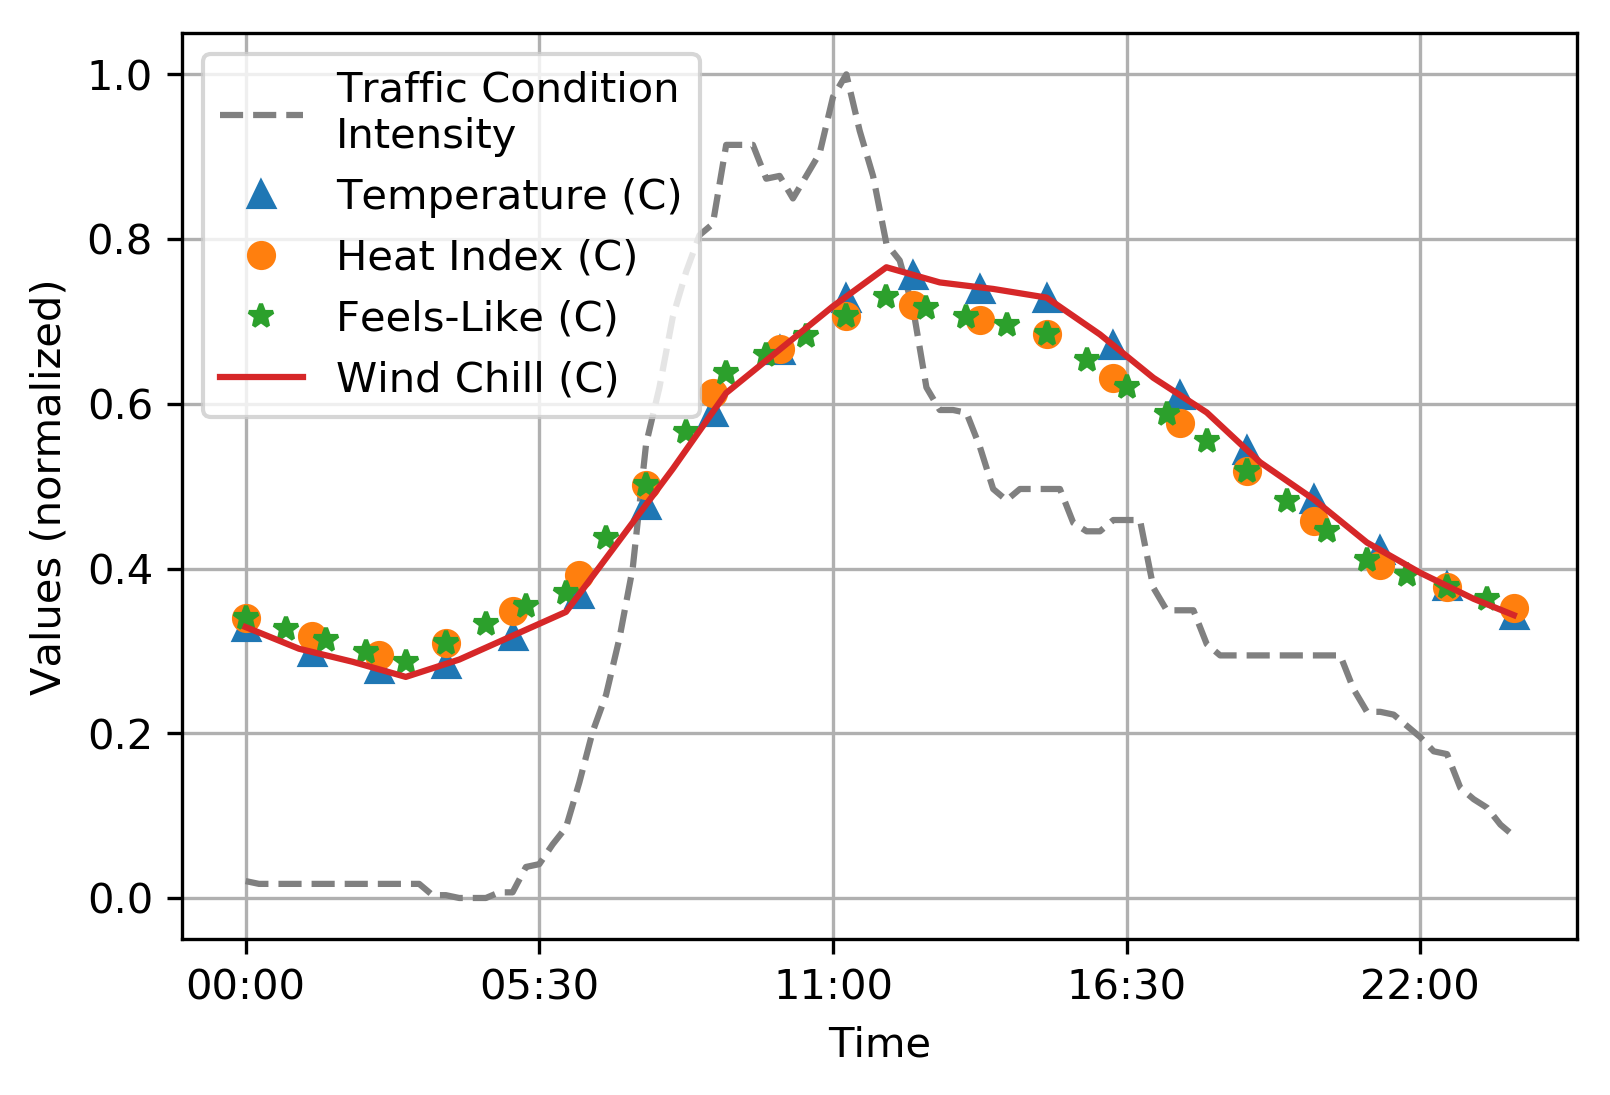 Traffic Condition
Intensity
Temperature (C)
Heat Index (C)
Feels-Like (C)
Wind Chill (C)
Values (normalized)
1.0
0.8
0.6
0.4
0.2
0.0
00:00 05:30 11:00 16:30 22:00
Time